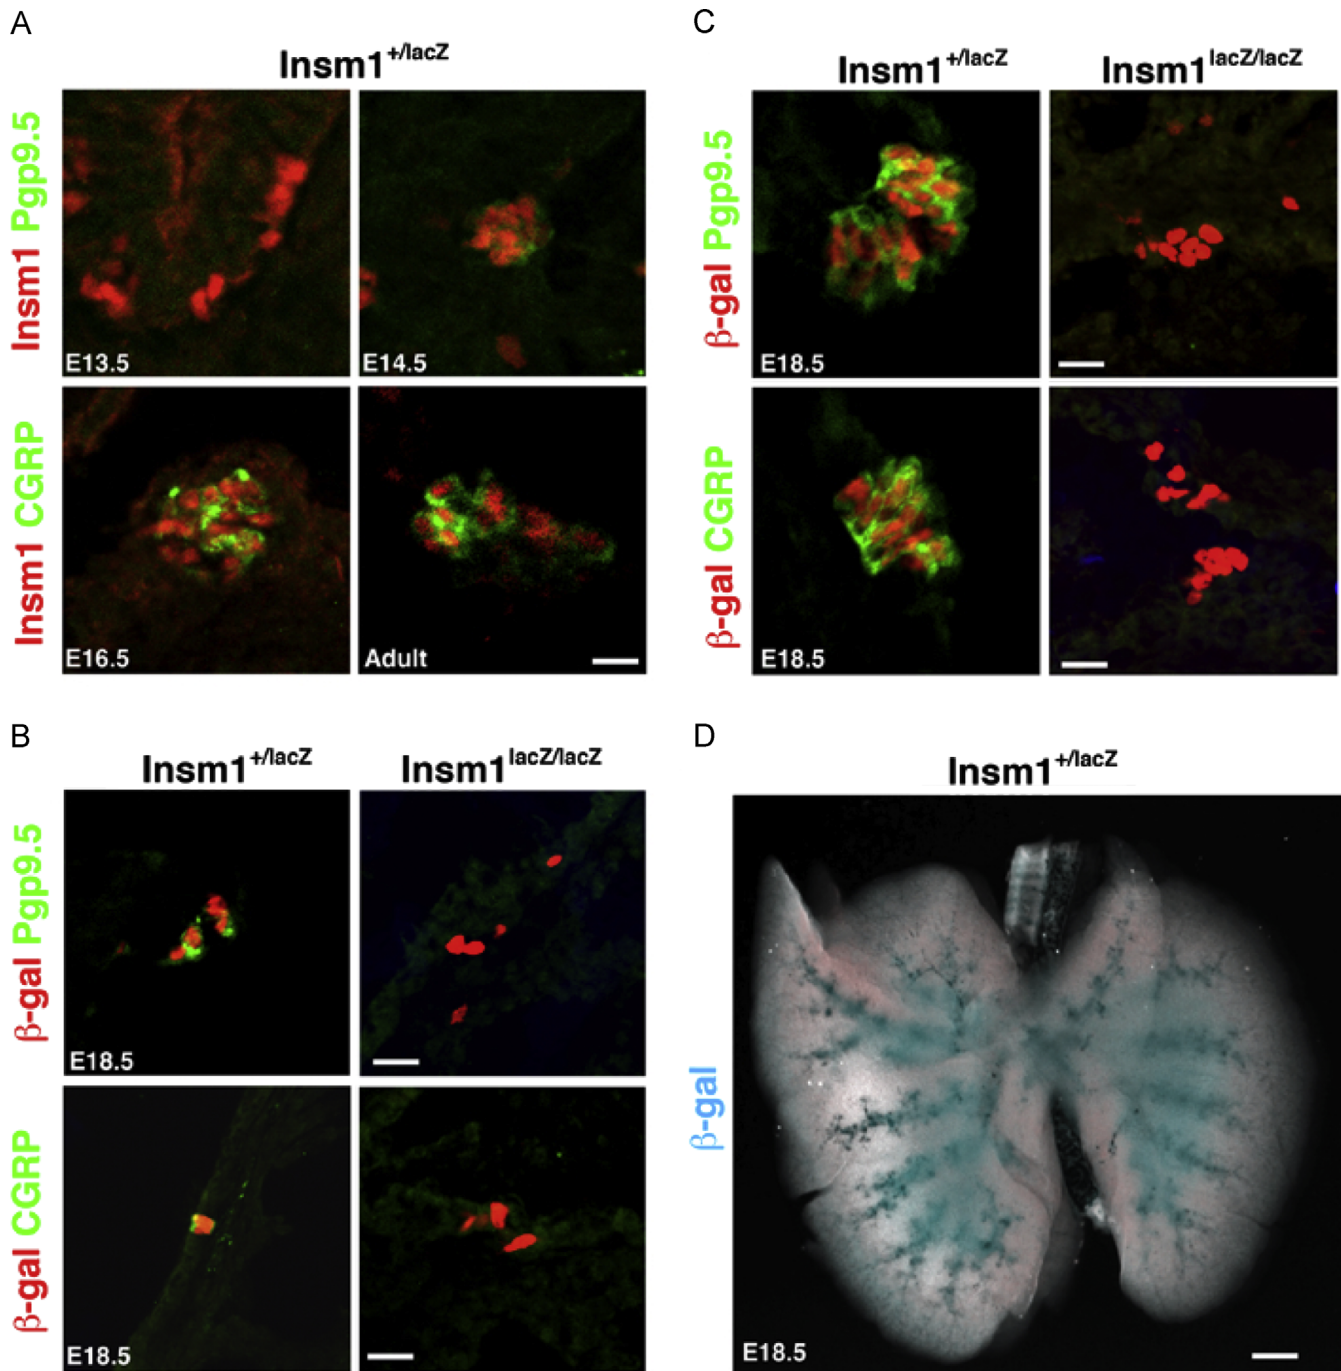 A
Insm1+/lacZ
Insm1 Pgp9.5
E13.5
E14.5
Insm1 CGRP
E16.5
Adult
C
Insm1+/lacZ
Insm1lacZ/lacZ
β-gal Pgp9.5
E18.5
β-gal CGRP
E18.5
B
Insm1+/lacZ
Insm1lacZ/lacZ
β-gal Pgp9.5
E18.5
β-gal CGRP
E18.5
D
Insm1+/lacZ
β-gal
E18.5